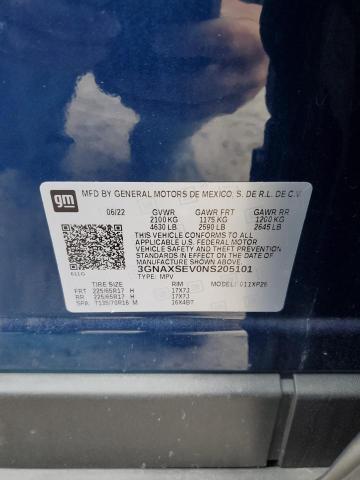 gm
MFD BY GENERAL MOTORS DE MEXICO, S. DE R.L. DE C.V.
06/22 GVWR GAWR FRT GAWR RR
2100 KG 1175 KG 1200 KG
4630 LB 2590 LB 2645 LB
THIS VEHICLE CONFORMS TO ALL
APPLICABLE U.S. FEDERAL MOTOR
VEHICLE SAFETY AND THEFT PREVENTION
STANDARDS IN EFFECT ON THE DATE OF
MANUFACTURE SHOWN ABOVE.
3GNAXSEV0NS205101
TYPE: MPV
TIRE SIZE RIM MODEL: 011XP26
FRT 225/65R17 H 17X7J
RR 225/65R17 H 17X7J
SPA T135/70R16 M 16X4BT